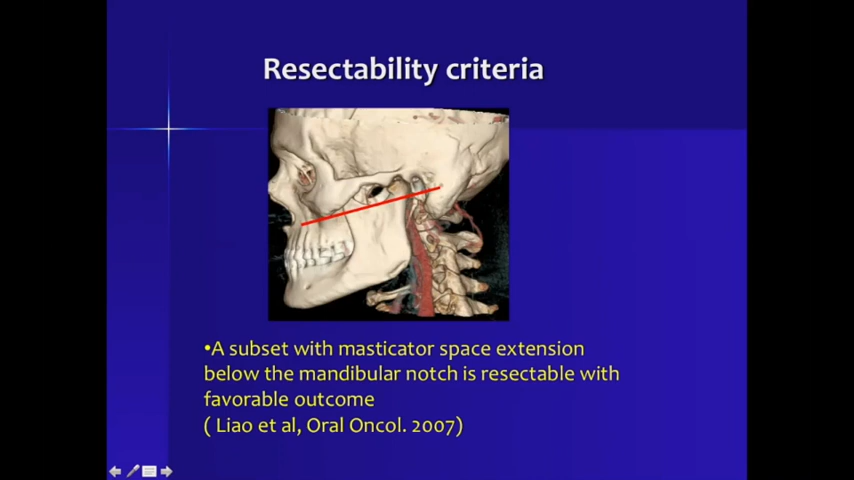 Resectability criteria
•A subset with masticator space extension
below the mandibular notch is resectable with
favorable outcome
( Liao et al, Oral Oncol. 2007)